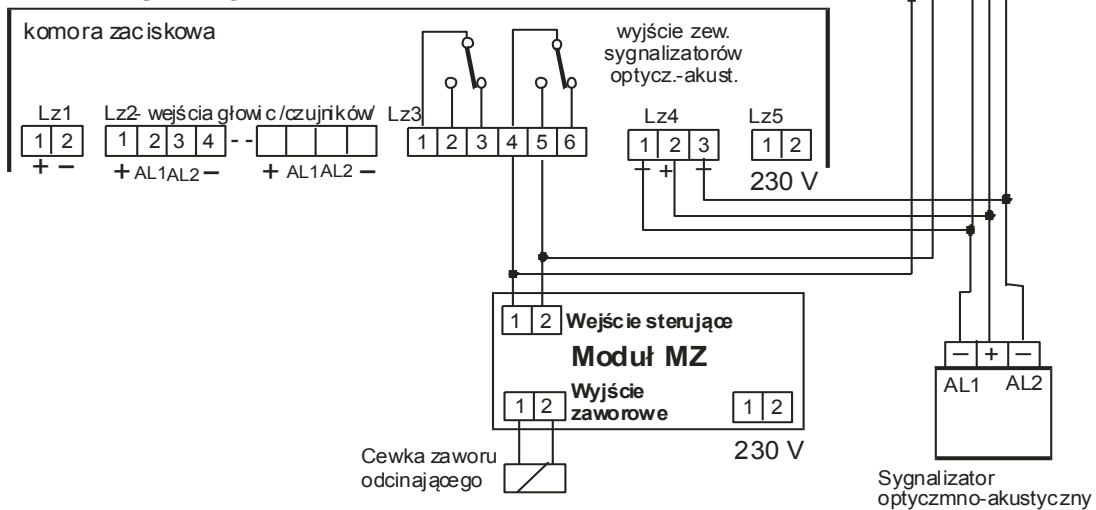 komora zaciskowa
wyjście zew.
sygnalizatorów
optycz.-akust.
Lz1
Lz2- wejścia głowic /czujników/
Lz3
Lz4
Lz5
1 2
1 2 3 4 - -
1 2 3 4 5 6
1 2 3
1 2
+ −
+ AL1 AL2 −
+ AL1 AL2 −
− + −
230 V
1 2 Wejście sterujące
Moduł MZ
Wyjście
zaworowe
1 2
1 2
230 V
Cewka zaworu
odcinającego
− + −
AL1 AL2
Sygnalizator
optyczmno-akustyczny